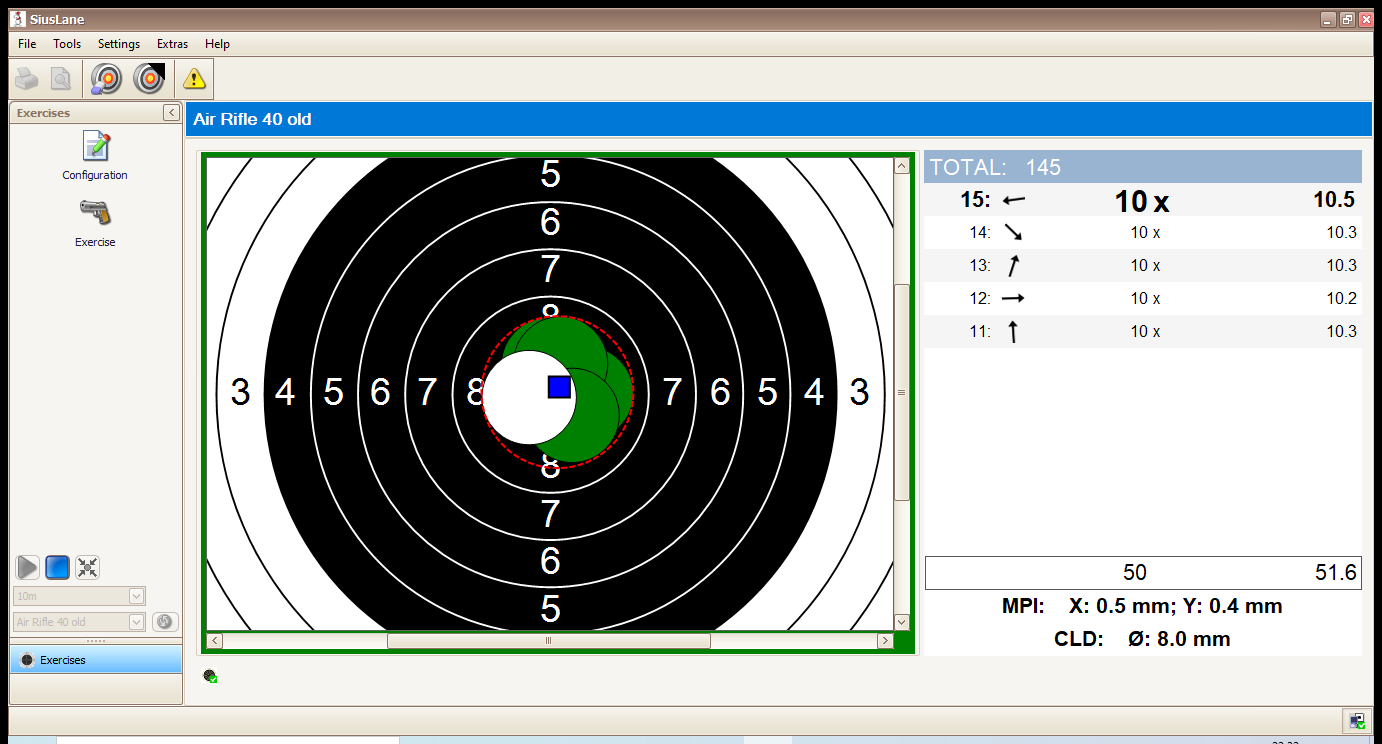 SiusLane
File Tools Settings Extras Help
Exercises
Configuration
Exercise
10m
Air Rifle 40 old
Exercises
Air Rifle 40 old
5
6
7
8
3 4 5 6 7 8 7 6 5 4 3
8
7
6
5
TOTAL: 145
15: 10 x 10.5
14: 10 x 10.3
13: 10 x 10.3
12: 10 x 10.2
11: 10 x 10.3
50 51.6
MPI: X: 0.5 mm; Y: 0.4 mm
CLD: Ø: 8.0 mm